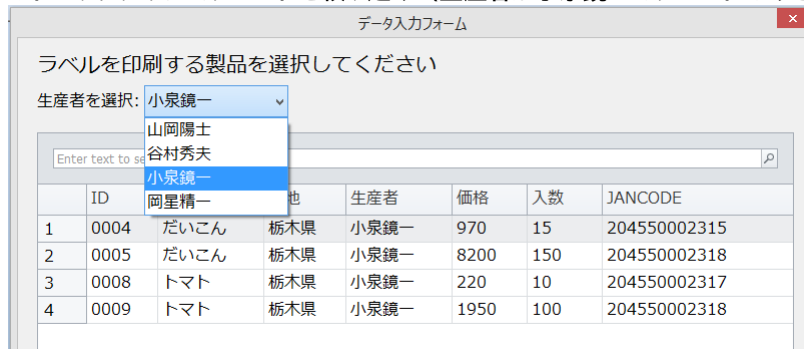 データ入力フォーム
ラベルを印刷する製品を選択してください
生産者を選択: 小泉鏡一
山岡陽士
谷村秀夫
小泉鏡一
岡星精一
Enter text to se
ID 地 生産者 価格 入数 JANCODE
1 0004 だいこん 栃木県 小泉鏡一 970 15 204550002315
2 0005 だいこん 栃木県 小泉鏡一 8200 150 204550002318
3 0008 トマト 栃木県 小泉鏡一 220 10 204550002317
4 0009 トマト 栃木県 小泉鏡一 1950 100 204550002318